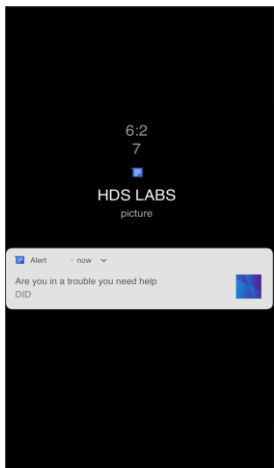 6:2
7
HDS LABS
picture
Alert · now
Are you in a trouble you need help
DID